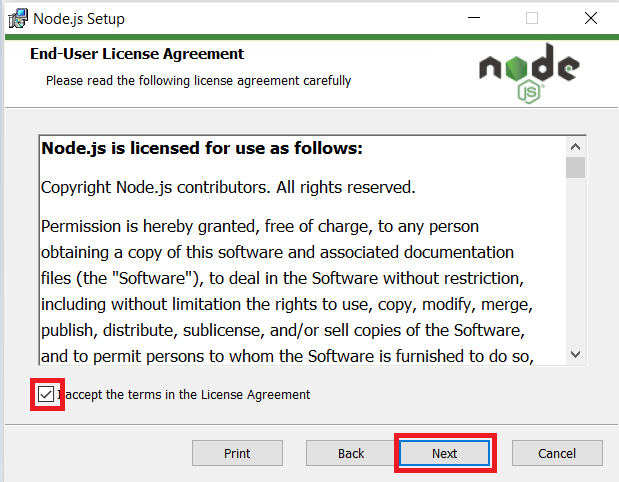 Node.js Setup
End-User License Agreement
Please read the following license agreement carefully
node
JS
Node.js is licensed for use as follows:
Copyright Node.js contributors. All rights reserved.
Permission is hereby granted, free of charge, to any person
obtaining a copy of this software and associated documentation
files (the "Software"), to deal in the Software without restriction,
including without limitation the rights to use, copy, modify, merge,
publish, distribute, sublicense, and/or sell copies of the Software,
and to permit persons to whom the Software is furnished to do so,
I accept the terms in the License Agreement
Print Back Next Cancel